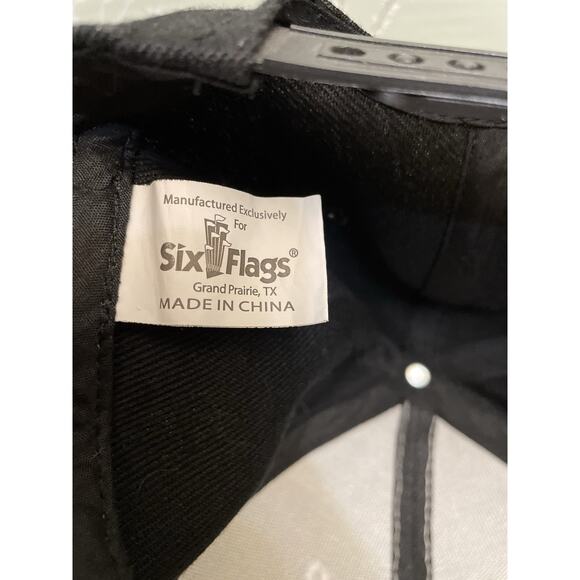 Manufactured Exclusively
For
Six Flags®
Grand Prairie, TX
MADE IN CHINA